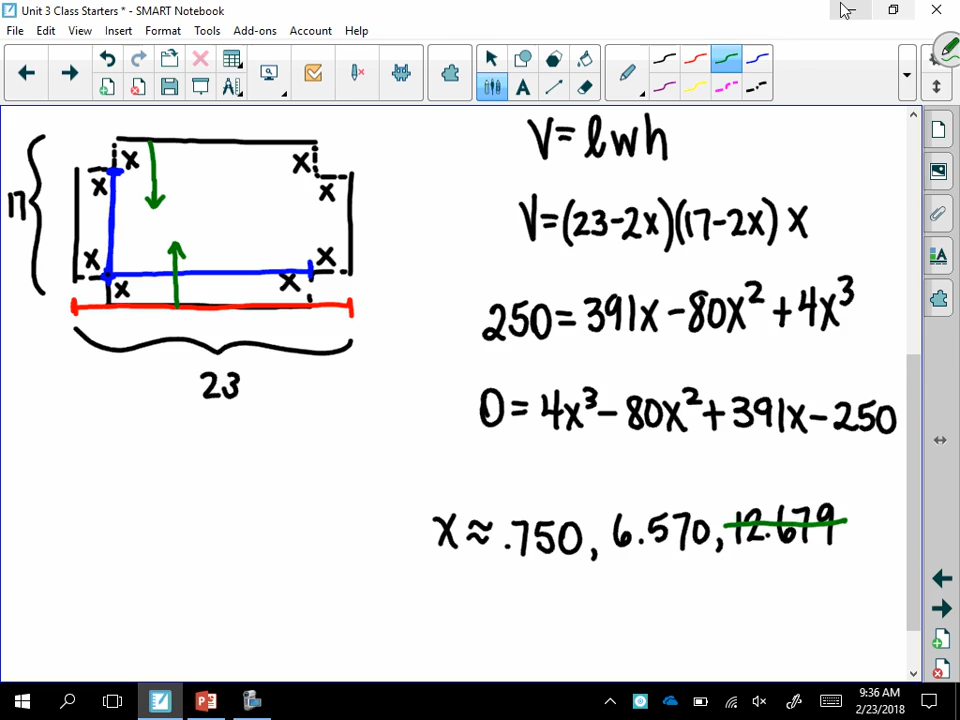 Unit 3 Class Starters * - SMART Notebook
File Edit View Insert Format Tools Add-ons Account Help
V=lwh
V=(23-2x)(17-2x) x
250=391x-80x²+4x³
0=4x³-80x²+391x-250
x≈.750, 6.570, 12.679
17
x x
x x
x x
x x
23
9:36 AM
2/23/2018